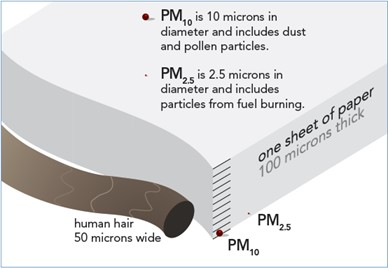 PM10 is 10 microns in
diameter and includes dust
and pollen particles.
PM2.5 is 2.5 microns in
diameter and includes
particles from fuel burning.
one sheet of paper
100 microns thick
human hair
50 microns wide
PM2.5
PM10